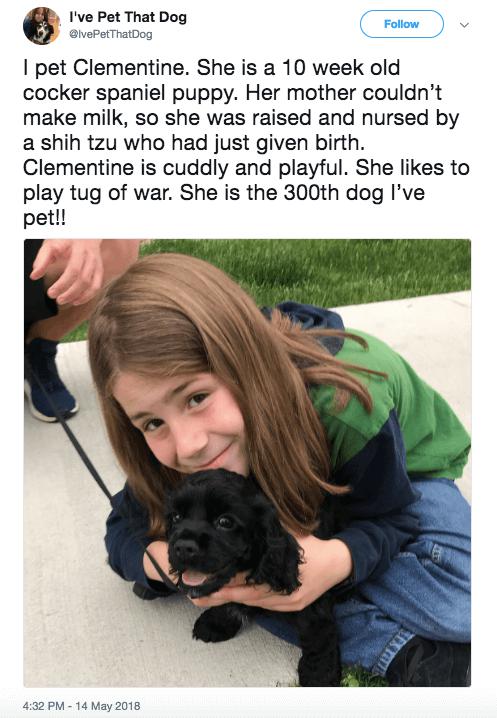 I've Pet That Dog
@IvePetThatDog
Follow
I pet Clementine. She is a 10 week old
cocker spaniel puppy. Her mother couldn't
make milk, so she was raised and nursed by
a shih tzu who had just given birth.
Clementine is cuddly and playful. She likes to
play tug of war. She is the 300th dog I've
pet!!
4:32 PM - 14 May 2018